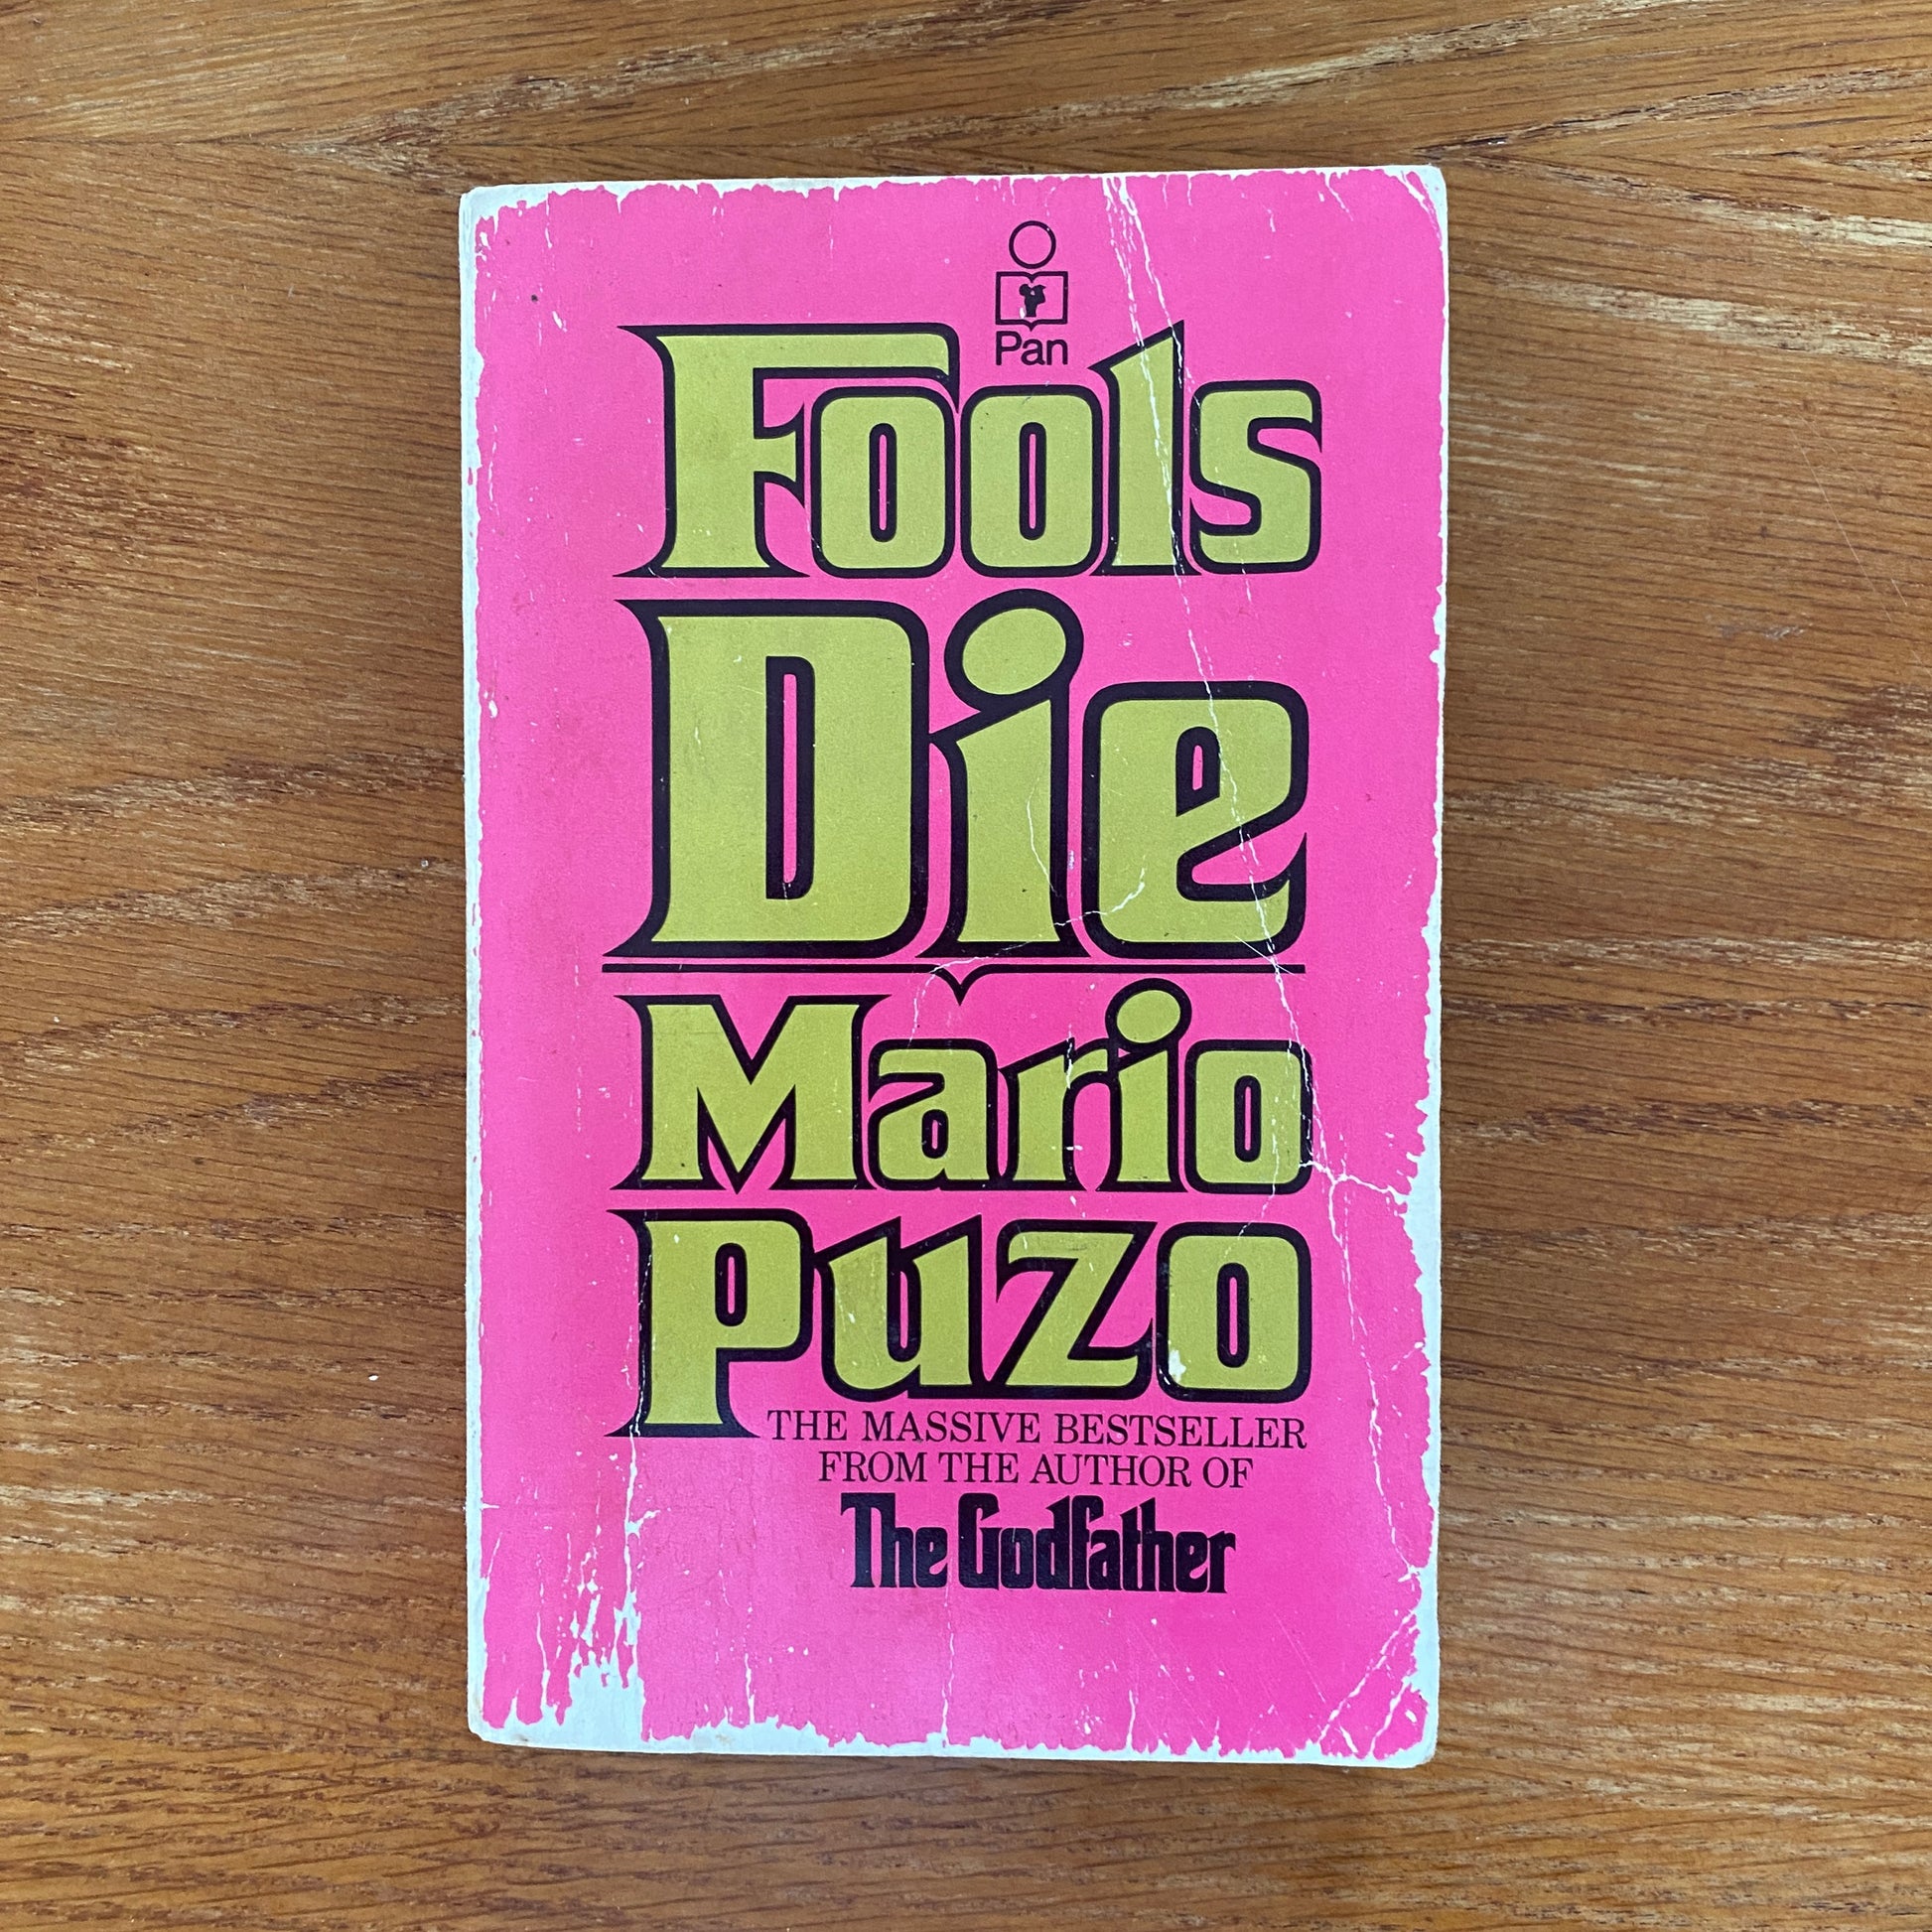 Pan
Fools
Die
Mario
Puzo
THE MASSIVE BESTSELLER
FROM THE AUTHOR OF
The Godfather